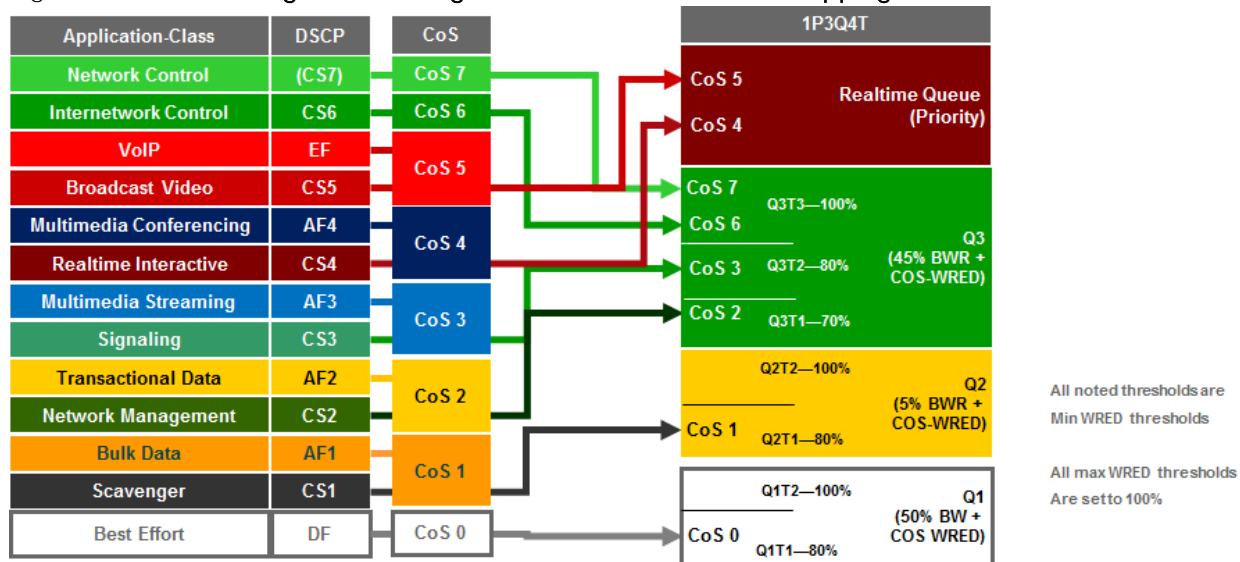 Application-Class DSCP CoS 1P3Q4T
Network Control (CS7) CoS 7
Internetwork Control CS6 CoS 6
VoIP EF CoS 5
Broadcast Video CS5
Multimedia Conferencing AF4 CoS 4
Realtime Interactive CS4
Multimedia Streaming AF3 CoS 3
Signaling CS3
Transactional Data AF2 CoS 2
Network Management CS2
Bulk Data AF1 CoS 1
Scavenger CS1
Best Effort DF CoS 0
CoS 5
Realtime Queue
(Priority)
CoS 4
CoS 7
Q3T3—100%
CoS 6
Q3
(45% BWR +
COS-WRED)
CoS 3 Q3T2—80%
CoS 2 Q3T1—70%
Q2T2—100%
Q2
(5% BWR +
COS-WRED)
CoS 1 Q2T1—80%
Q1T2—100%
Q1
(50% BW +
COS WRED)
CoS 0 Q1T1—80%
All noted thresholds are
Min WRED thresholds
All max WRED thresholds
Are set to 100%